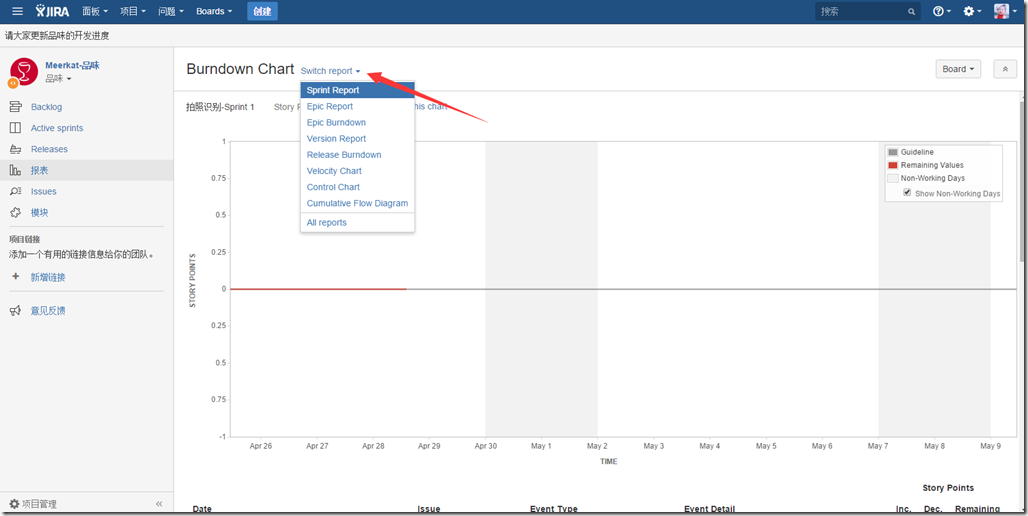 JIRA 面板 项目 问题 Boards 创建 搜索
请大家更新品味的开发进度
Meerkat-品味
品味
Backlog
Active sprints
Releases
报表
Issues
模块
项目链接
添加一个有用的链接信息给你的团队。
+ 新增链接
意见反馈
项目管理
Burndown Chart Switch report Board
Sprint Report
Epic Report
Epic Burndown
Version Report
Release Burndown
Velocity Chart
Control Chart
Cumulative Flow Diagram
All reports
拍照识别-Sprint 1 Story his chart
Guideline
Remaining Values
Non-Working Days
Show Non-Working Days
STORY POINTS
1
0.75
0.5
0.25
0
0.25
0.5
0.75
-1
Apr 26 Apr 27 Apr 28 Apr 29 Apr 30 May 1 May 2 May 3 May 4 May 5 May 6 May 7 May 8 May 9
TIME
Story Points
Date Issue Event Type Event Detail Inc. Dec. Remaining